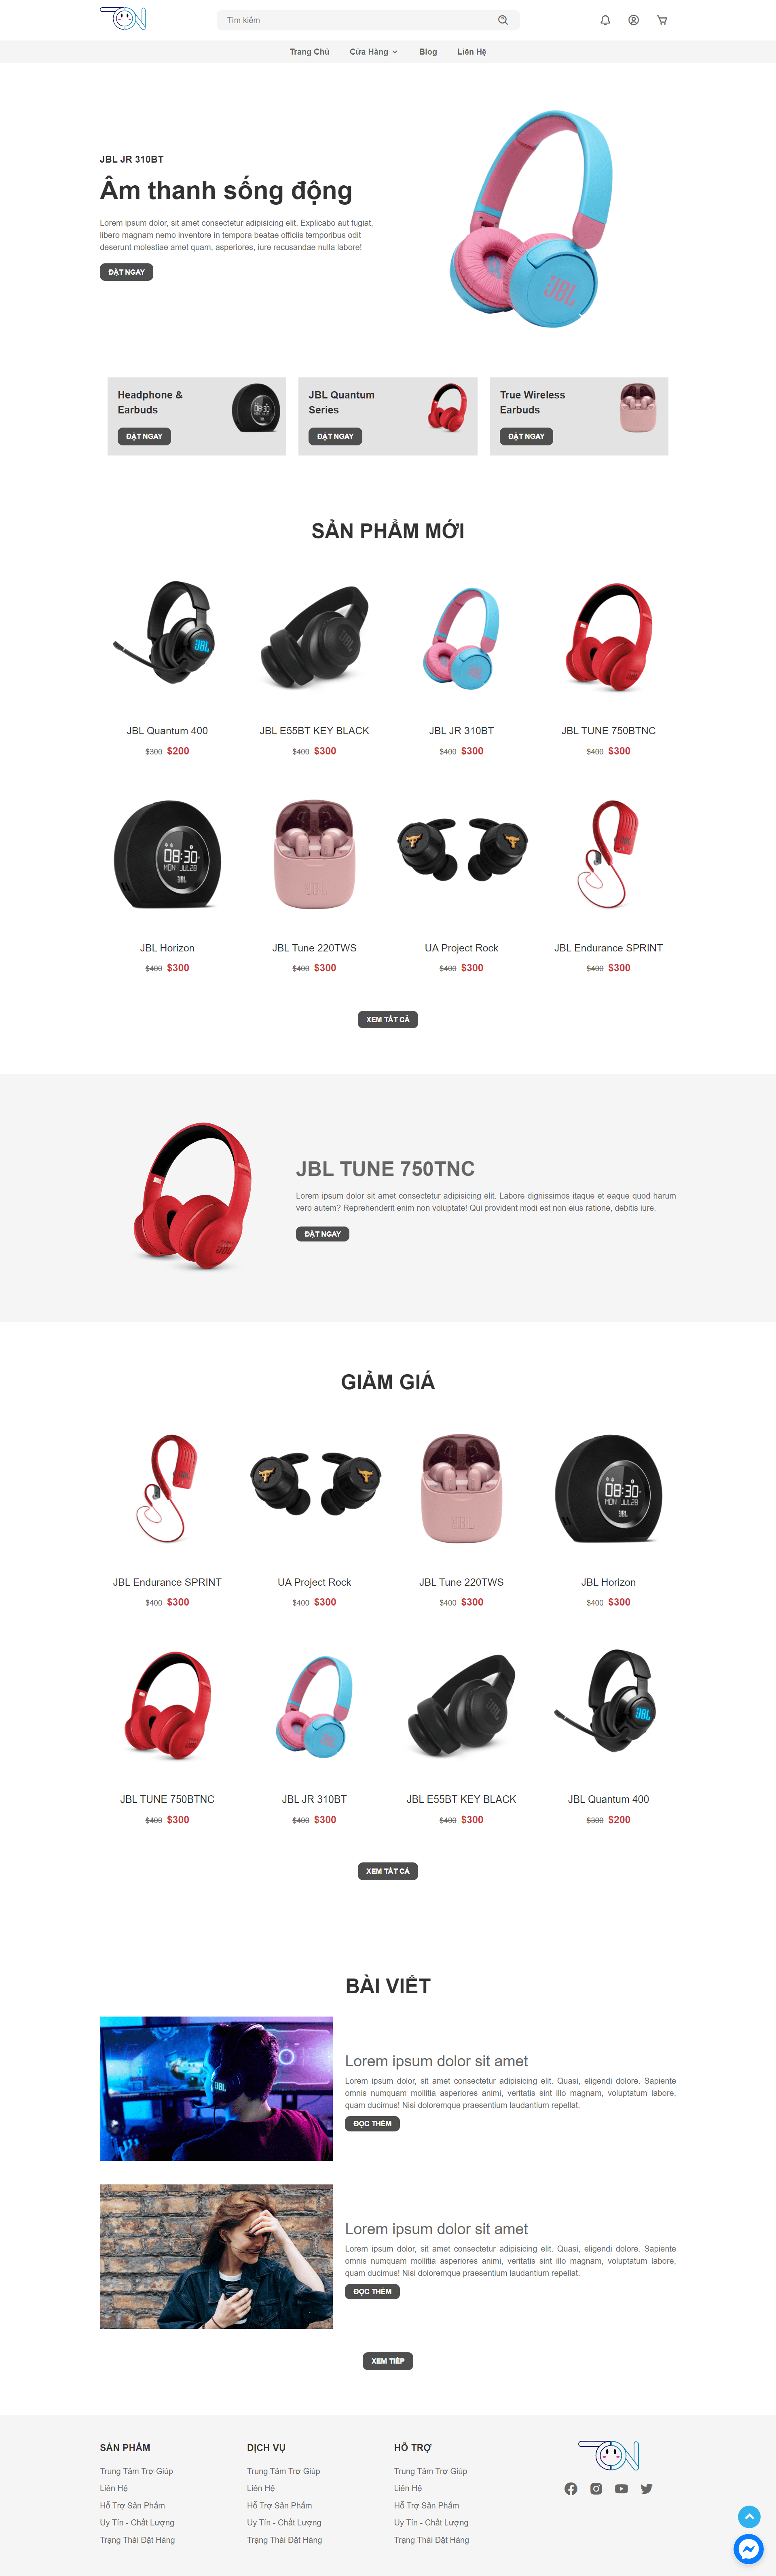 Tìm kiếm
Trang Chủ
Cửa Hàng
Blog
Liên Hệ
JBL JR 310BT
Âm thanh sống động
Lorem ipsum dolor, sit amet consectetur adipisicing elit. Explicabo aut fugiat,
libero magnam nemo inventore in tempora beatae officiis temporibus odit
deserunt molestiae amet quam, asperiores, iure recusandae nulla labore!
ĐẶT NGAY
JBL
Headphone &
Earbuds
ĐẶT NGAY
JBL Quantum
Series
ĐẶT NGAY
True Wireless
Earbuds
ĐẶT NGAY
SẢN PHẨM MỚI
JBL Quantum 400
$300 $200
JBL E55BT KEY BLACK
$400 $300
JBL JR 310BT
$400 $300
JBL TUNE 750BTNC
$400 $300
08:30
MON JUL28
JBL
JBL Horizon
$400 $300
JBL Tune 220TWS
$400 $300
UA Project Rock
$400 $300
JBL Endurance SPRINT
$400 $300
XEM TẤT CẢ
JBL TUNE 750TNC
Lorem ipsum dolor sit amet consectetur adipisicing elit. Labore dignissimos itaque et eaque quod harum
vero autem? Reprehenderit enim non voluptate! Qui provident modi est non eius ratione, debitis iure.
ĐẶT NGAY
GIẢM GIÁ
JBL Endurance SPRINT
$400 $300
UA Project Rock
$400 $300
JBL Tune 220TWS
$400 $300
08:30
MON JUL28
JBL
JBL Horizon
$400 $300
JBL TUNE 750BTNC
$400 $300
JBL JR 310BT
$400 $300
JBL E55BT KEY BLACK
$400 $300
JBL Quantum 400
$300 $200
XEM TẤT CẢ
BÀI VIẾT
Lorem ipsum dolor sit amet
Lorem ipsum dolor, sit amet consectetur adipisicing elit. Quasi, eligendi dolore. Sapiente
omnis numquam mollitia asperiores animi, veritatis sint illo magnam, voluptatum labore,
quam ducimus! Nisi doloremque praesentium laudantium repellat.
ĐỌC THÊM
Lorem ipsum dolor sit amet
Lorem ipsum dolor, sit amet consectetur adipisicing elit. Quasi, eligendi dolore. Sapiente
omnis numquam mollitia asperiores animi, veritatis sint illo magnam, voluptatum labore,
quam ducimus! Nisi doloremque praesentium laudantium repellat.
ĐỌC THÊM
XEM TIẾP
SẢN PHẨM
Trung Tâm Trợ Giúp
Liên Hệ
Hỗ Trợ Sản Phẩm
Uy Tín - Chất Lượng
Trạng Thái Đặt Hàng
DỊCH VỤ
Trung Tâm Trợ Giúp
Liên Hệ
Hỗ Trợ Sản Phẩm
Uy Tín - Chất Lượng
Trạng Thái Đặt Hàng
HỖ TRỢ
Trung Tâm Trợ Giúp
Liên Hệ
Hỗ Trợ Sản Phẩm
Uy Tín - Chất Lượng
Trạng Thái Đặt Hàng